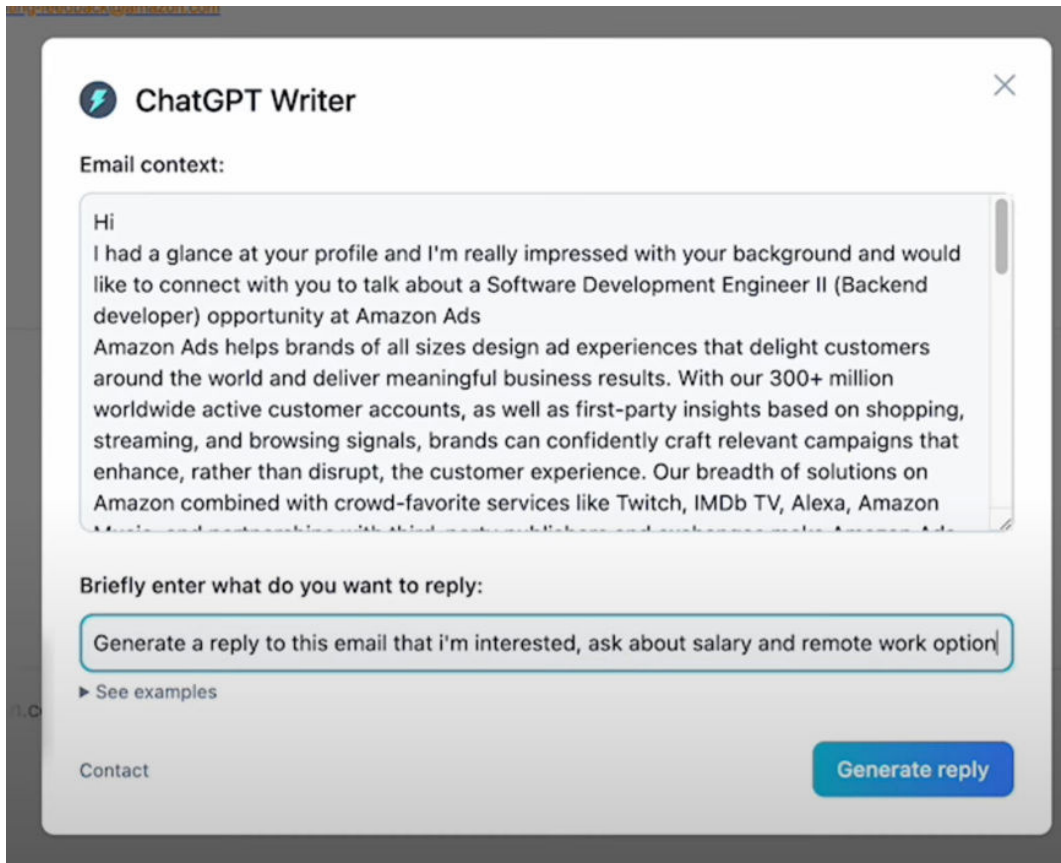 ChatGPT Writer
Email context:
Hi
I had a glance at your profile and I'm really impressed with your background and would
like to connect with you to talk about a Software Development Engineer II (Backend
developer) opportunity at Amazon Ads
Amazon Ads helps brands of all sizes design ad experiences that delight customers
around the world and deliver meaningful business results. With our 300+ million
worldwide active customer accounts, as well as first-party insights based on shopping,
streaming, and browsing signals, brands can confidently craft relevant campaigns that
enhance, rather than disrupt, the customer experience. Our breadth of solutions on
Amazon combined with crowd-favorite services like Twitch, IMDb TV, Alexa, Amazon
Briefly enter what do you want to reply:
Generate a reply to this email that i'm interested, ask about salary and remote work option
See examples
Contact
Generate reply